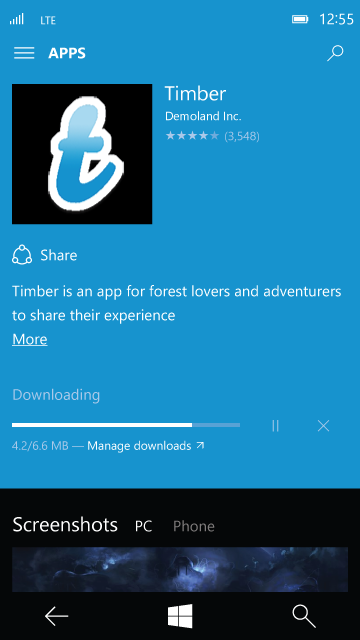 LTE 12:55
APPS
t
Timber
Demoland Inc.
(3,548)
Share
Timber is an app for forest lovers and adventurers
to share their experience
More
Downloading
4.2/6.6 MB — Manage downloads
Screenshots PC Phone